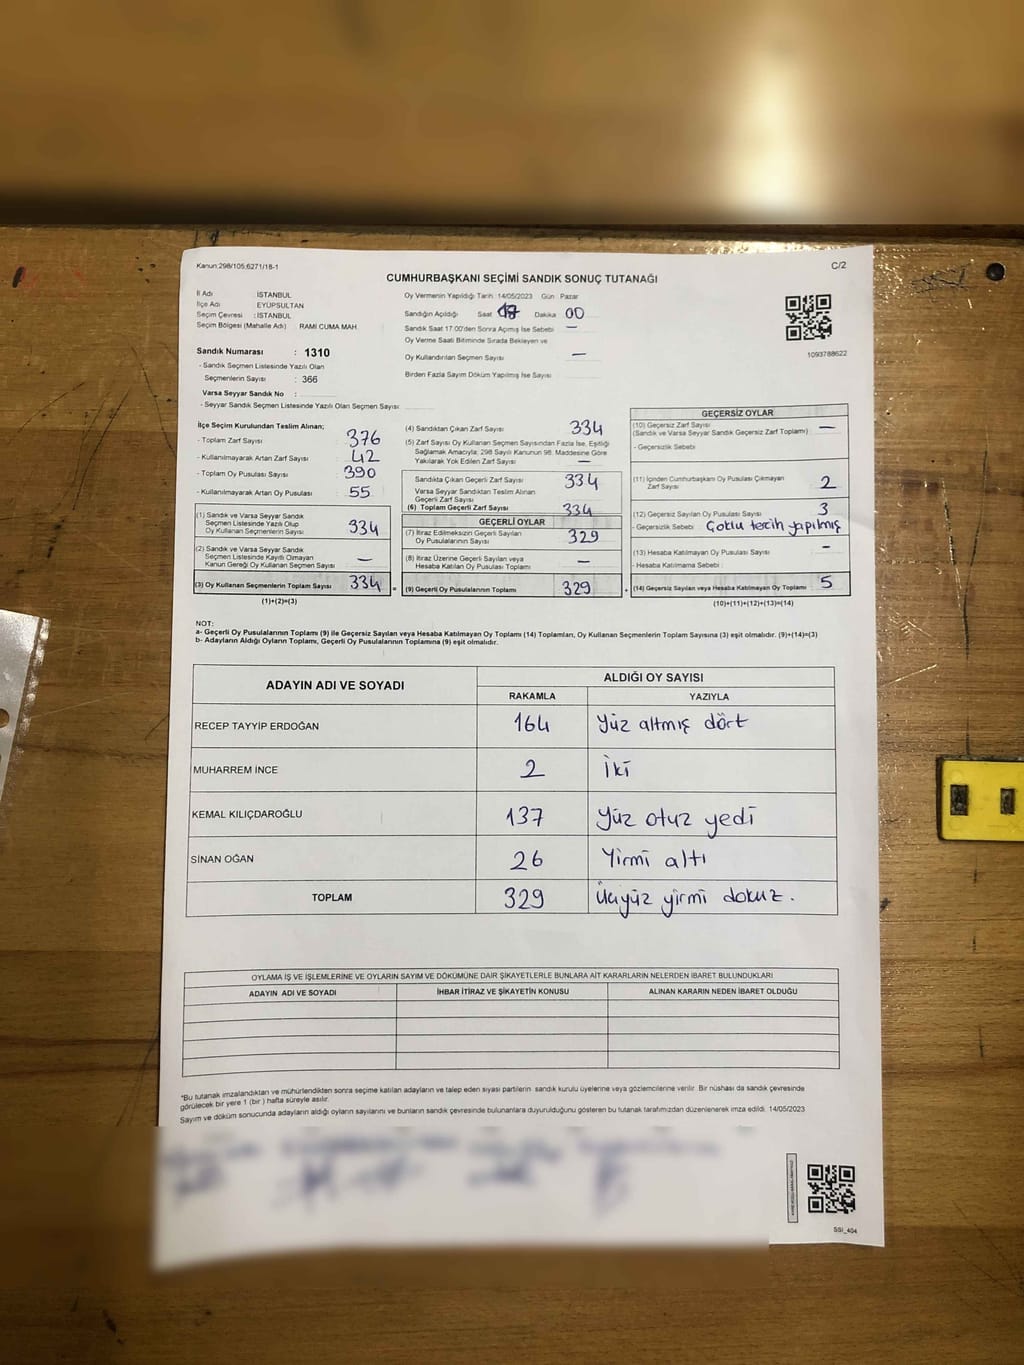 Kanun:298/105;6271/18-1
C/2
CUMHURBAŞKANI SEÇİMİ SANDIK SONUÇ TUTANAĞI
İl Adı : İSTANBUL
İlçe Adı : EYÜPSULTAN
Seçim Çevresi : İSTANBUL
Seçim Bölgesi (Mahalle Adı) : RAMİ CUMA MAH.
Sandık Numarası : 1310
- Sandık Seçmen Listesinde Yazılı Olan
Seçmenlerin Sayısı : 366
Varsa Seyyar Sandık No :
- Seyyar Sandık Seçmen Listesinde Yazılı Olan Seçmen Sayısı:
Oy Vermenin Yapıldığı Tarih: 14/05/2023 Gün : Pazar
Sandığın Açıldığı Saat Dakika 00
Sandık Saat 17.00'den Sonra Açımış İse Sebebi —
Oy Verme Saati Bitiminde Sırada Bekleyen ve
Oy Kullandırılan Seçmen Sayısı —
Birden Fazla Sayım Döküm Yapılmış İse Sayısı
1093788622
İlçe Seçim Kurulundan Teslim Alınan;
- Toplam Zarf Sayısı 376
- Kullanılmayarak Artan Zarf Sayısı 42
- Toplam Oy Pusulası Sayısı 390
- Kullanılmayarak Artan Oy Pusulası 55
(1) Sandık ve Varsa Seyyar Sandık
Seçmen Listesinde Yazılı Olup
Oy Kullanan Seçmenlerin Sayısı 334
(2) Sandık ve Varsa Seyyar Sandık
Seçmen Listesinde Kayıtlı Olmayan
Kanun Gereği Oy Kullanan Seçmen Sayısı —
(3) Oy Kullanan Seçmenlerin Toplam Sayısı 334 =
(1)+(2)=(3)
(4) Sandıktan Çıkan Zarf Sayısı 334
(5) Zarf Sayısı Oy Kullanan Seçmen Sayısından Fazla İse, Eşitliği
Sağlamak Amacıyla; 298 Sayılı Kanunun 98. Maddesine Göre
Yakılarak Yok Edilen Zarf Sayısı —
Sandıkta Çıkan Geçerli Zarf Sayısı 334
Varsa Seyyar Sandıktan Teslim Alınan
Geçerli Zarf Sayısı
(6) Toplam Geçerli Zarf Sayısı 334
GEÇERLİ OYLAR
(7) İtiraz Edilmeksizin Geçerli Sayılan
Oy Pusulalarının Sayısı 329
(8) İtiraz Üzerine Geçerli Sayılan veya
Hesaba Katılan Oy Pusulası Toplamı —
(9) Geçerli Oy Pusulalarının Toplamı 329 +
GEÇERSİZ OYLAR
(10) Geçersiz Zarf Sayısı —
(Sandık ve Varsa Seyyar Sandık Geçersiz Zarf Toplamı)
- Geçersizlik Sebebi
(11) İçinden Cumhurbaşkanı Oy Pusulası Çıkmayan
Zarf Sayısı 2
(12) Geçersiz Sayılan Oy Pusulası Sayısı 3
- Geçersizlik Sebebi Çoklu tercih yapılmış
(13) Hesaba Katılmayan Oy Pusulası Sayısı -
- Hesaba Katılmama Sebebi :
(14) Geçersiz Sayılan veya Hesaba Katılmayan Oy Toplamı 5
(10)+(11)+(12)+(13)=(14)
NOT:
a- Geçerli Oy Pusulalarının Toplamı (9) ile Geçersiz Sayılan veya Hesaba Katılmayan Oy Toplamı (14) Toplamları, Oy Kullanan Seçmenlerin Toplam Sayısına (3) eşit olmalıdır. (9)+(14)=(3)
b- Adayların Aldığı Oyların Toplamı, Geçerli Oy Pusulalarının Toplamına (9) eşit olmalıdır.
ADAYIN ADI VE SOYADI
ALDIĞI OY SAYISI
RAKAMLA YAZIYLA
RECEP TAYYİP ERDOĞAN 164 Yüz altmış dört
MUHARREM İNCE 2 İki
KEMAL KILIÇDAROĞLU 137 Yüz otuz yedi
SİNAN OĞAN 26 Yirmi altı
TOPLAM 329 Üçyüz yirmi dokuz.
OYLAMA İŞ VE İŞLEMLERİNE VE OYLARIN SAYIM VE DÖKÜMÜNE DAİR ŞİKAYETLERLE BUNLARA AİT KARARLARIN NELERDEN İBARET BULUNDUKLARI
ADAYIN ADI VE SOYADI İHBAR İTİRAZ VE ŞİKAYETİN KONUSU ALINAN KARARIN NEDEN İBARET OLDUĞU
*Bu tutanak imzalandıktan ve mühürlendikten sonra seçime katılan adayların ve talep eden siyasi partilerin sandık kurulu üyelerine veya gözlemcilerine verilir. Bir nüshası da sandık çevresinde
görülecek bir yere 1 (bir ) hafta süreyle asılır.
Sayım ve döküm sonucunda adayların aldığı oyların sayılarını ve bunların sandık çevresinde bulunanlara duyurulduğunu gösteren bu tutanak tarafımızdan düzenlenerek imza edildi. 14/05/2023
SSI_404